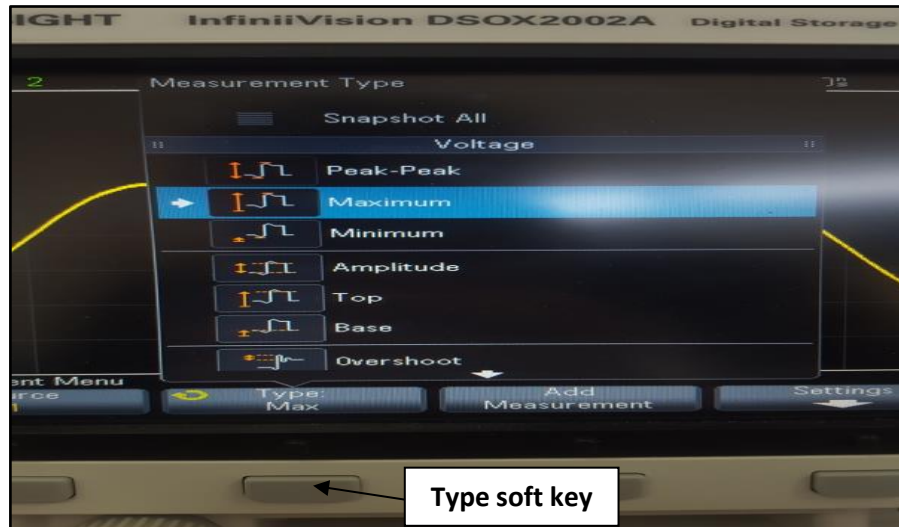 IGHT InfiniiVision DSOX2002A Digital Storage
2
Measurement Type
Snapshot All
Voltage
Peak-Peak
Maximum
Minimum
Amplitude
Top
Base
Overshoot
ent Menu
rce
Type:
Max
Add
Measurement
Settings
Type soft key